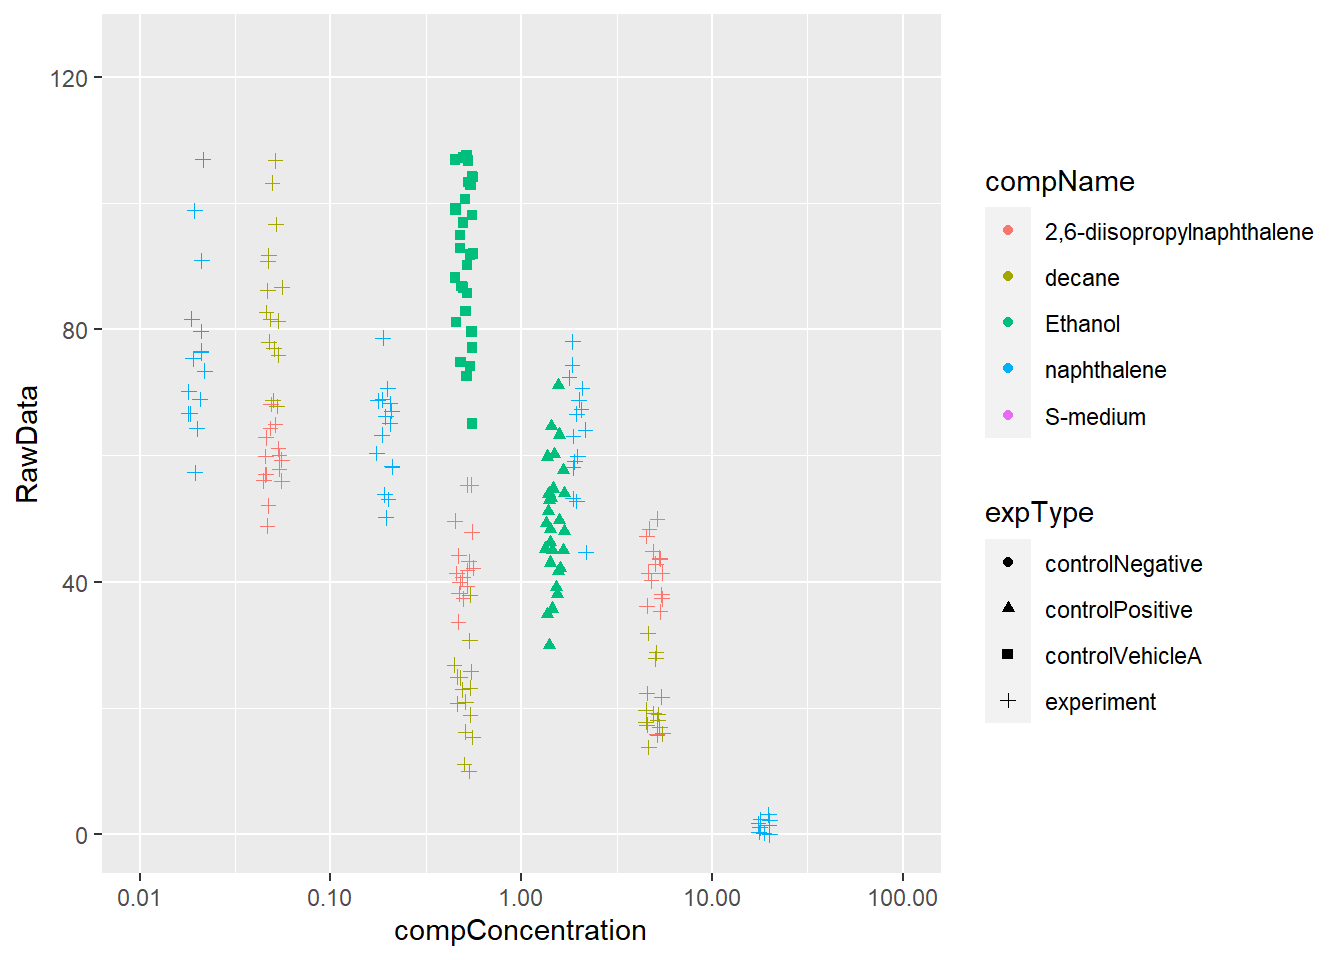 120
80
40
0
RawData
0.01
0.10
1.00
10.00
100.00
compConcentration
compName
2,6-diisopropylnaphthalene
decane
Ethanol
naphthalene
S-medium
expType
controlNegative
controlPositive
controlVehicleA
experiment